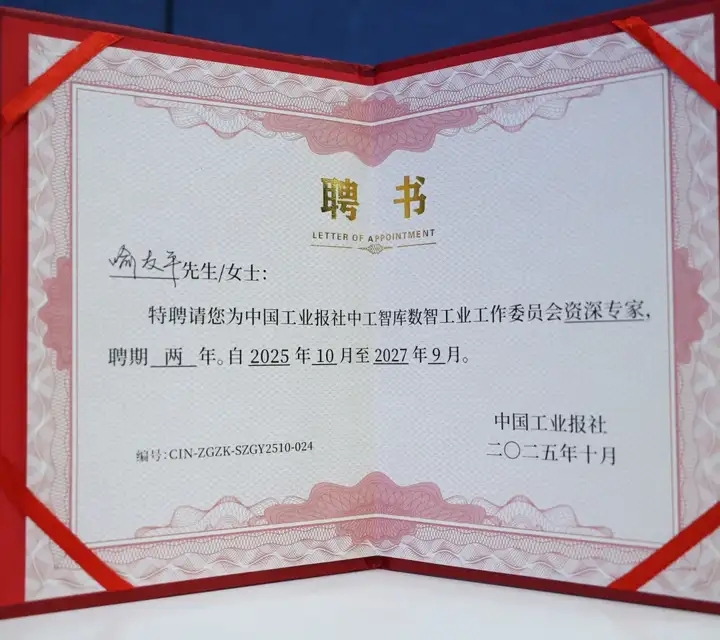 聘 书
LETTER OF APPOINTMENT
喻友平先生/女士:
特聘请您为中国工业报社中工智库数智工业工作委员会资深专家,
聘期 两 年。自 2025 年 10 月至 2027 年 9 月。
中国工业报社
编号:CIN-ZGZK-SZGY2510-024
二〇二五年十月